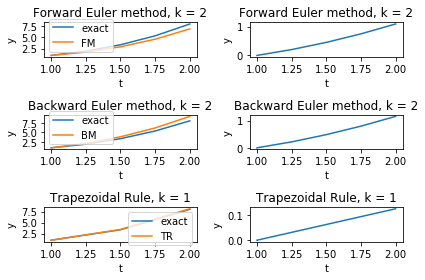 Forward Euler method, k = 2
7.5
5.0
2.5
y
exact
FM
1.00 1.25 1.50 1.75 2.00
t
Forward Euler method, k = 2
1
0
y
1.00 1.25 1.50 1.75 2.00
t
Backward Euler method, k = 2
7.5
5.0
2.5
y
exact
BM
1.00 1.25 1.50 1.75 2.00
t
Backward Euler method, k = 2
1
0
y
1.00 1.25 1.50 1.75 2.00
t
Trapezoidal Rule, k = 1
7.5
5.0
2.5
y
exact
TR
1.00 1.25 1.50 1.75 2.00
t
Trapezoidal Rule, k = 1
0.1
0.0
y
1.00 1.25 1.50 1.75 2.00
t